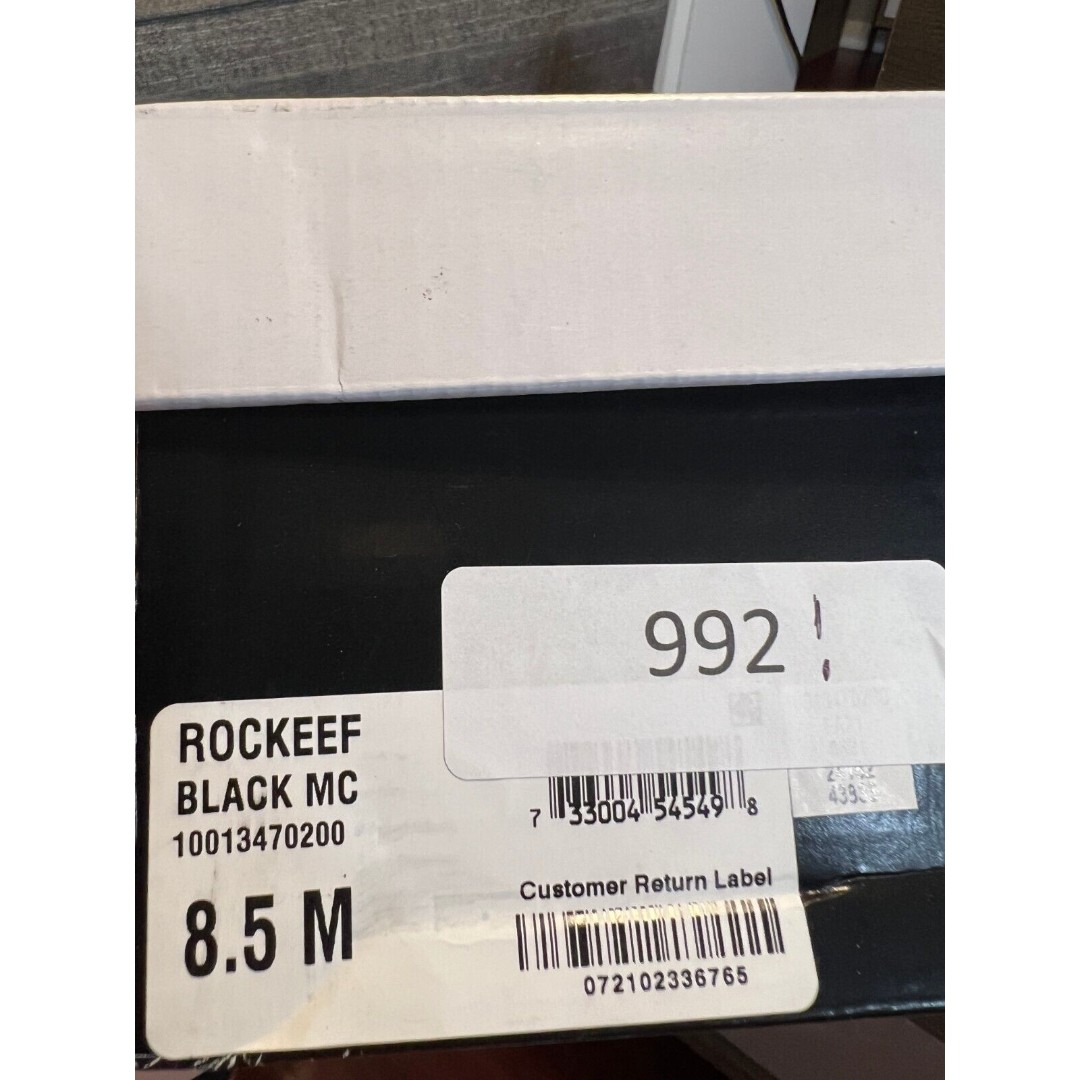 992
ROCKEEF
BLACK MC
10013470200
8.5 M
7 33004 54549 8
Customer Return Label
072102336765